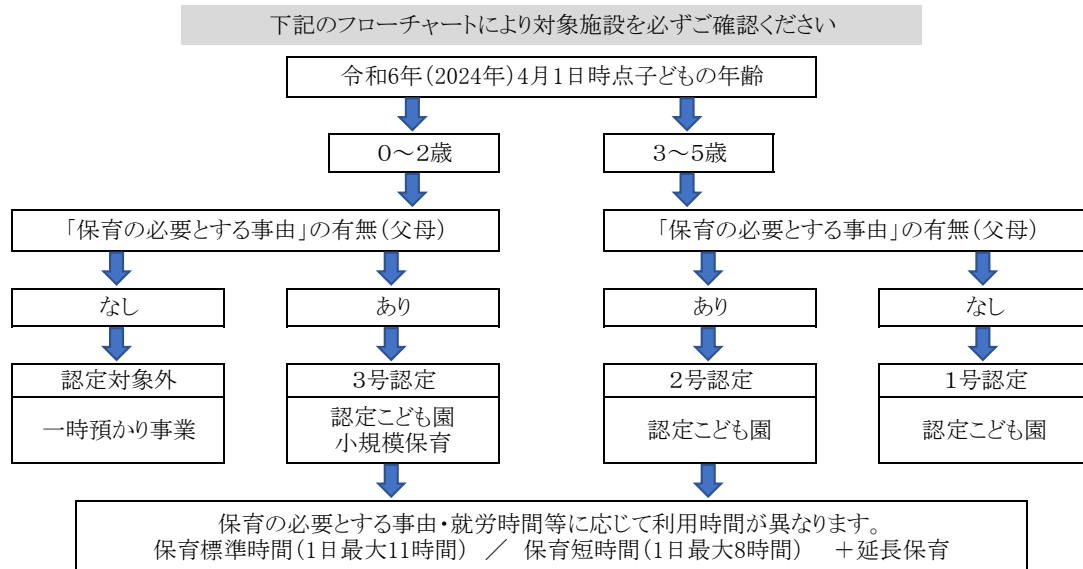 下記のフローチャートにより対象施設を必ずご確認ください
令和6年(2024年)4月1日時点子どもの年齢
0～2歳
3～5歳
「保育の必要とする事由」の有無(父母)
「保育の必要とする事由」の有無(父母)
なし
あり
あり
なし
認定対象外
3号認定
2号認定
1号認定
一時預かり事業
認定こども園
小規模保育
認定こども園
認定こども園
保育の必要とする事由・就労時間等に応じて利用時間が異なります。
保育標準時間(1日最大11時間) ／ 保育短時間(1日最大8時間) ＋延長保育